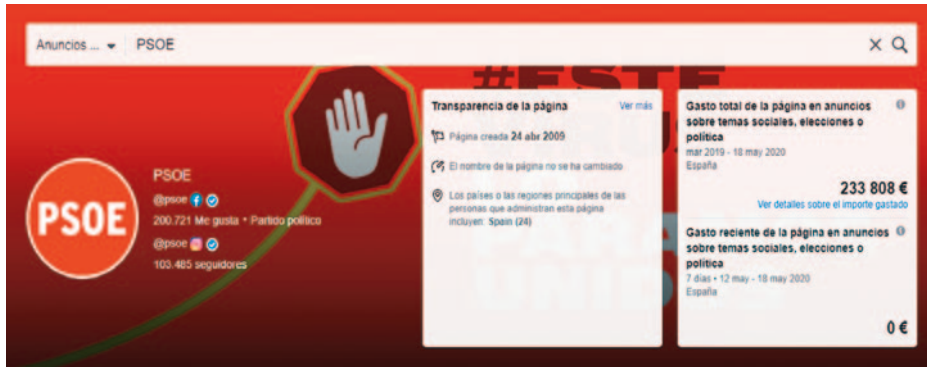 Anuncios ... PSOE
#ESTE
PSOE
PSOE
@psoe
200.721 Me gusta • Partido político
@psoe
103.485 seguidores
Transparencia de la página Ver más
Página creada 24 abr 2009
El nombre de la página no se ha cambiado
Los países o las regiones principales de las
personas que administran esta página
incluyen: Spain (24)
Gasto total de la página en anuncios
sobre temas sociales, elecciones o
política
mar 2019 - 18 may 2020
España
233 808 €
Ver detalles sobre el importe gastado
Gasto reciente de la página en anuncios
sobre temas sociales, elecciones o
política
7 días • 12 may - 18 may 2020
España
0 €